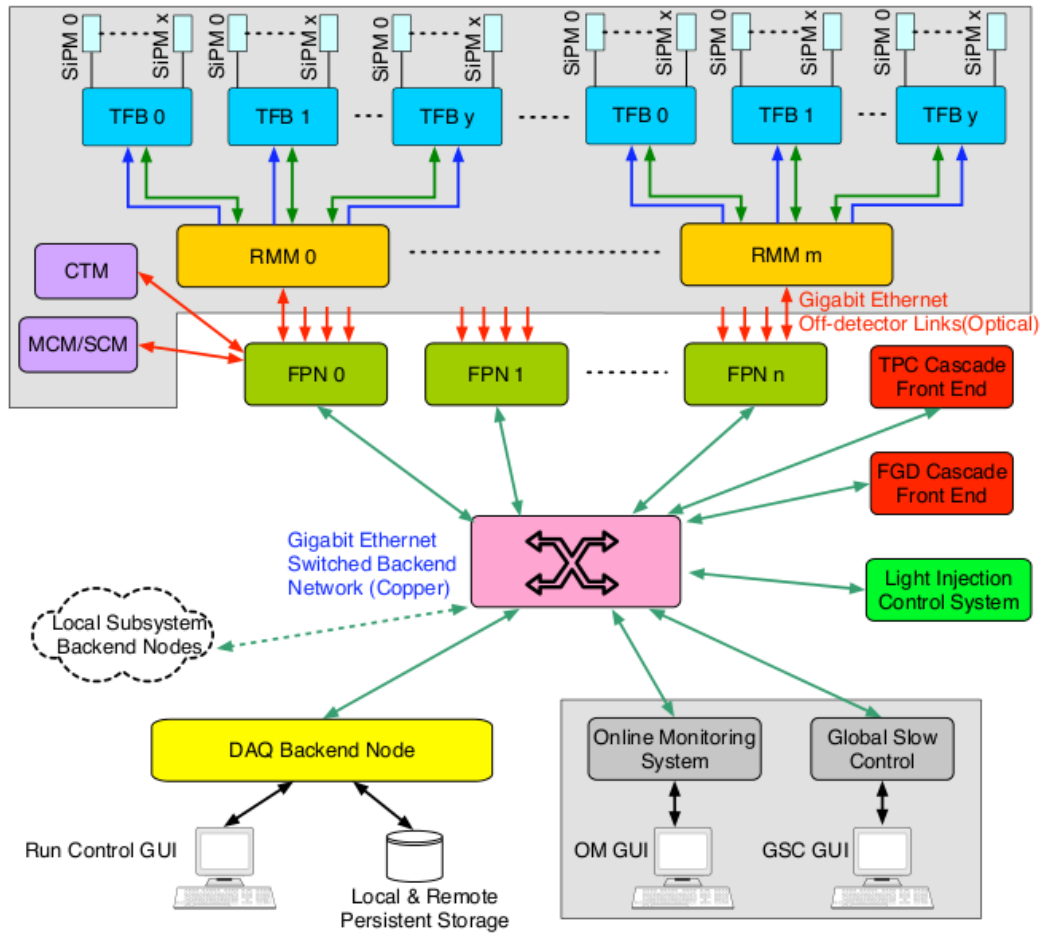 SiPM 0
SiPM x
SiPM 0
SiPM x
SiPM 0
SiPM x
SiPM 0
SiPM x
SiPM 0
SiPM x
SiPM 0
SiPM x
TFB 0
TFB 1
TFB y
TFB 0
TFB 1
TFB y
RMM 0
RMM m
CTM
MCM/SCM
Gigabit Ethernet
Off-detector Links(Optical)
FPN 0
FPN 1
FPN n
TPC Cascade
Front End
FGD Cascade
Front End
Gigabit Ethernet
Switched Backend
Network (Copper)
Light Injection
Control System
Local Subsystem
Backend Nodes
DAQ Backend Node
Online Monitoring
System
Global Slow
Control
Run Control GUI
Local & Remote
Persistent Storage
OM GUI
GSC GUI